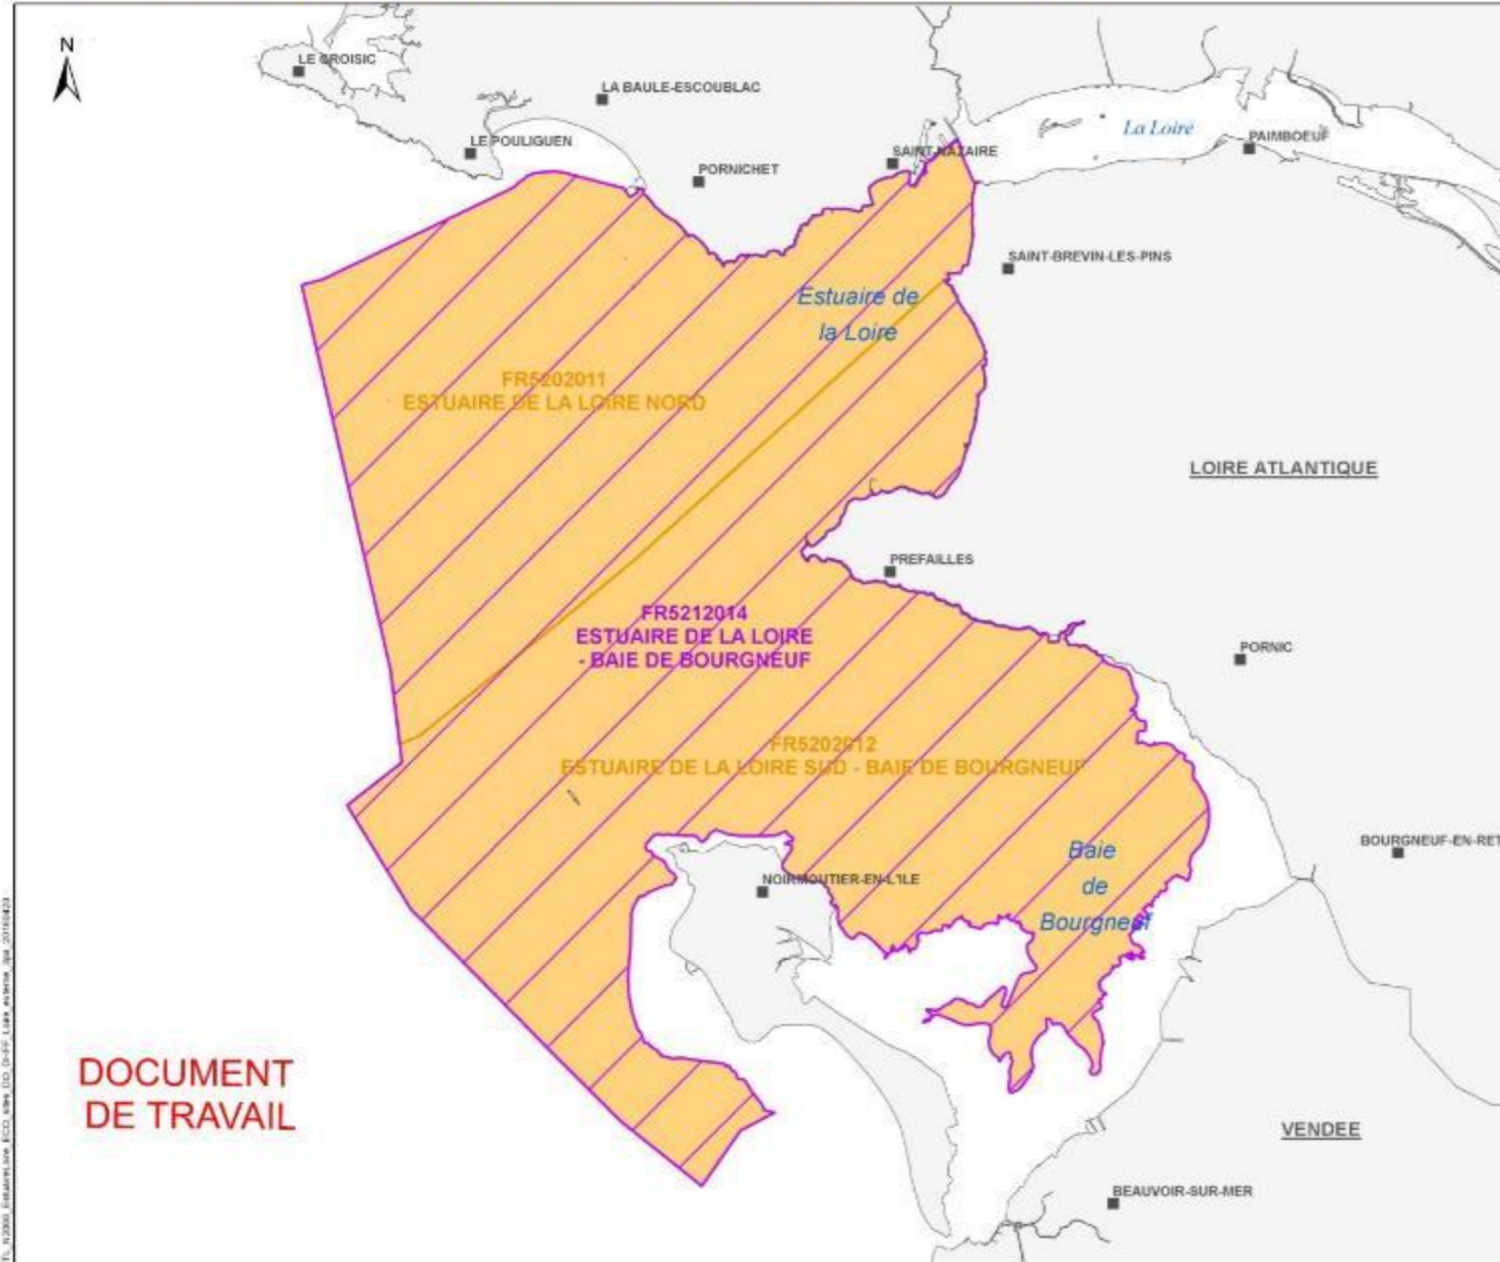 N
LE CROISIC
LA BAULE-ESCOUBLAC
LE POULIGUEN
PORNICHET
SAINT-NAZAIRE
La Loire
PAIMBOEUF
SAINT-BREVIN-LES-PINS
Estuaire de
la Loire
FR5202011
ESTUAIRE DE LA LOIRE NORD
LOIRE ATLANTIQUE
PREFAILLES
FR5212014
ESTUAIRE DE LA LOIRE
- BAIE DE BOURGNEUF
PORNIC
FR5202012
ESTUAIRE DE LA LOIRE SUD - BAIE DE BOURGNEUF
Baie
de
Bourgneuf
BOURGNEUF-EN-RET
NOIRMOUTIER-EN-L'ILE
DOCUMENT
DE TRAVAIL
VENDEE
BEAUVOIR-SUR-MER